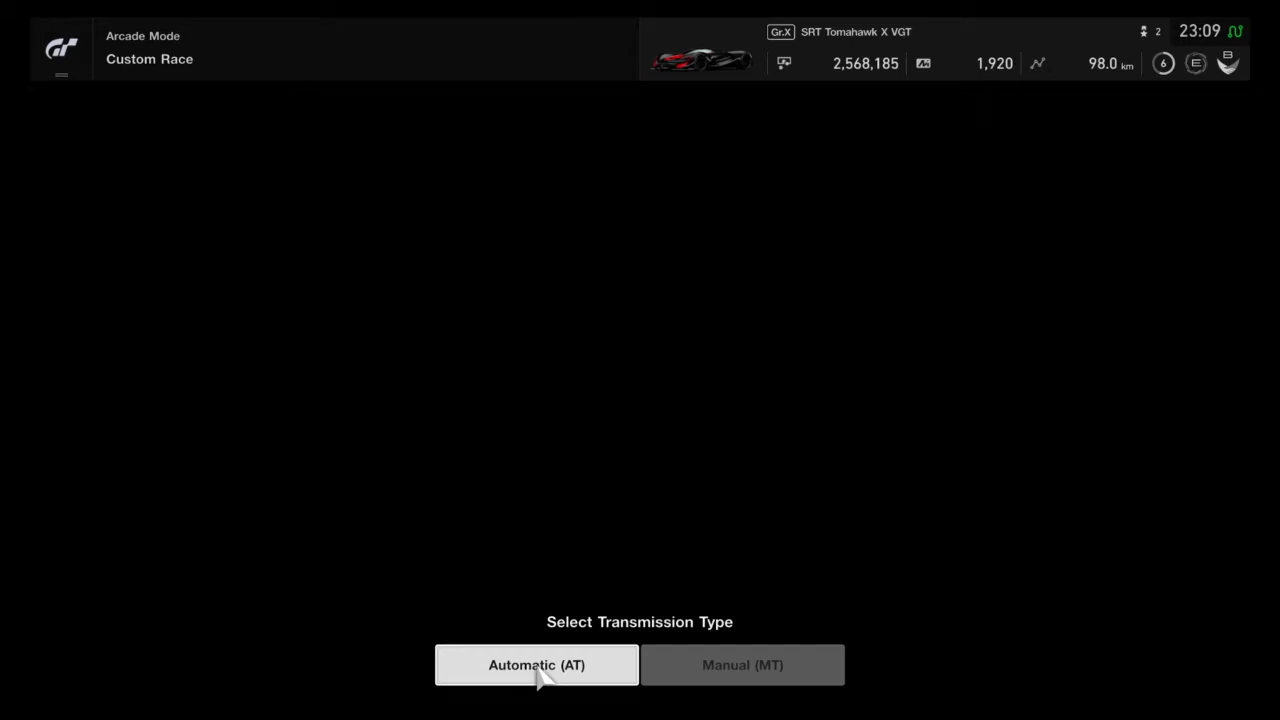 Arcade Mode
Custom Race
Gr.X SRT Tomahawk X VGT
2 23:09
2,568,185 1,920 98.0 km 6 E B
Select Transmission Type
Automatic (AT) Manual (MT)